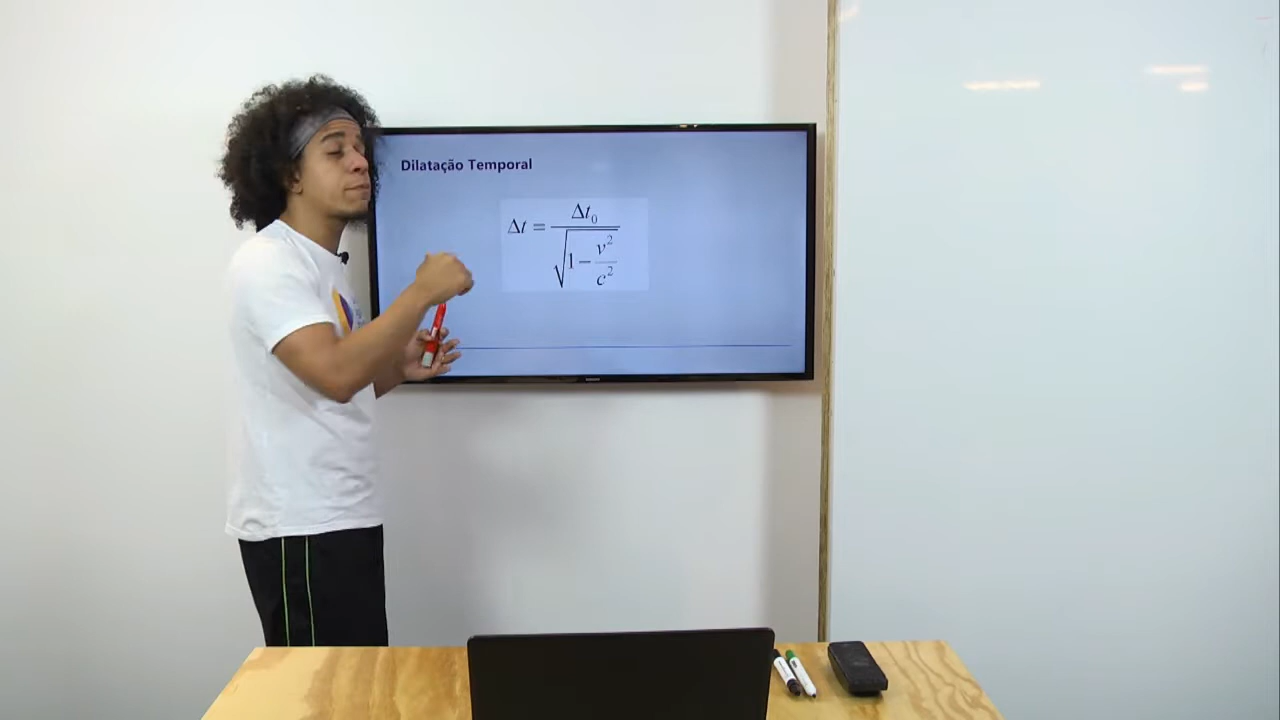 Dilatação Temporal
Δt = Δt₀ / √(1 − v²/c²)